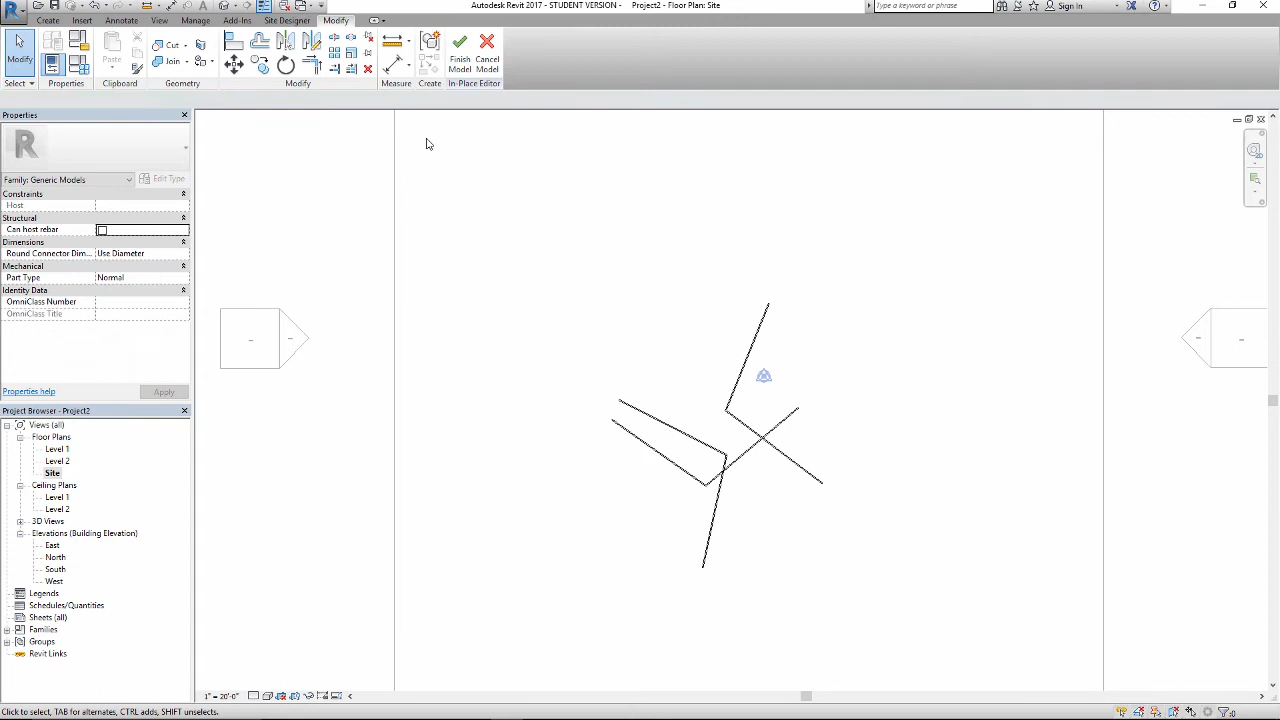 Autodesk Revit 2017 - STUDENT VERSION - Project2 - Floor Plan: Site
Type a keyword or phrase
Sign In
Create
Insert
Annotate
View
Manage
Add-Ins
Site Designer
Modify
Modify
Paste
Cut
Join
Finish Model
Cancel Model
Select
Properties
Clipboard
Geometry
Modify
Measure
Create
In-Place Editor
Properties
Family: Generic Models
Edit Type
Constraints
Host
Structural
Can host rebar
Dimensions
Round Connector Dim... Use Diameter
Mechanical
Part Type Normal
Identity Data
OmniClass Number
OmniClass Title
Properties help
Apply
Project Browser - Project2
Views (all)
Floor Plans
Level 1
Level 2
Site
Ceiling Plans
Level 1
Level 2
3D Views
Elevations (Building Elevation)
East
North
South
West
Legends
Schedules/Quantities
Sheets (all)
Families
Groups
Revit Links
1" = 20'-0"
Click to select, TAB for alternates, CTRL adds, SHIFT unselects.
:0